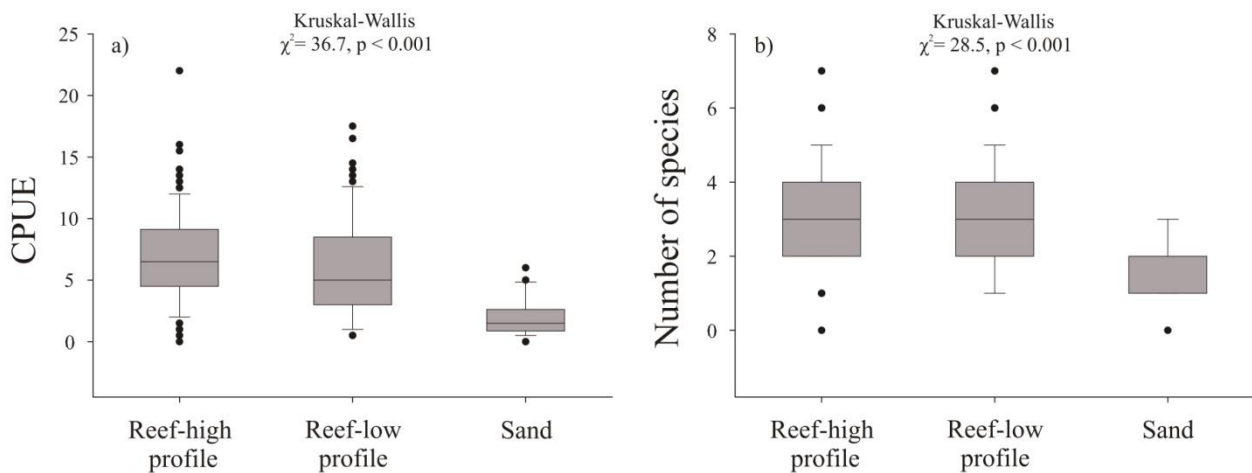 Kruskal-Wallis
χ²= 36.7, p < 0.001
a)
25
20
15
10
5
0
CPUE
Reef-high
profile
Reef-low
profile
Sand
Kruskal-Wallis
χ²= 28.5, p < 0.001
b)
8
6
4
2
0
Number of species
Reef-high
profile
Reef-low
profile
Sand